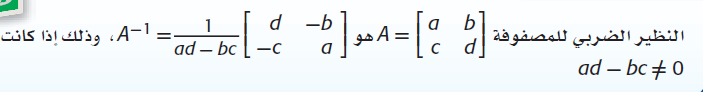 النظير الضربي للمصفوفة A = [a b; c d] هو A⁻¹ = 1/(ad – bc) [d –b; –c a] ، وذلك إذا كانت
ad – bc ≠ 0